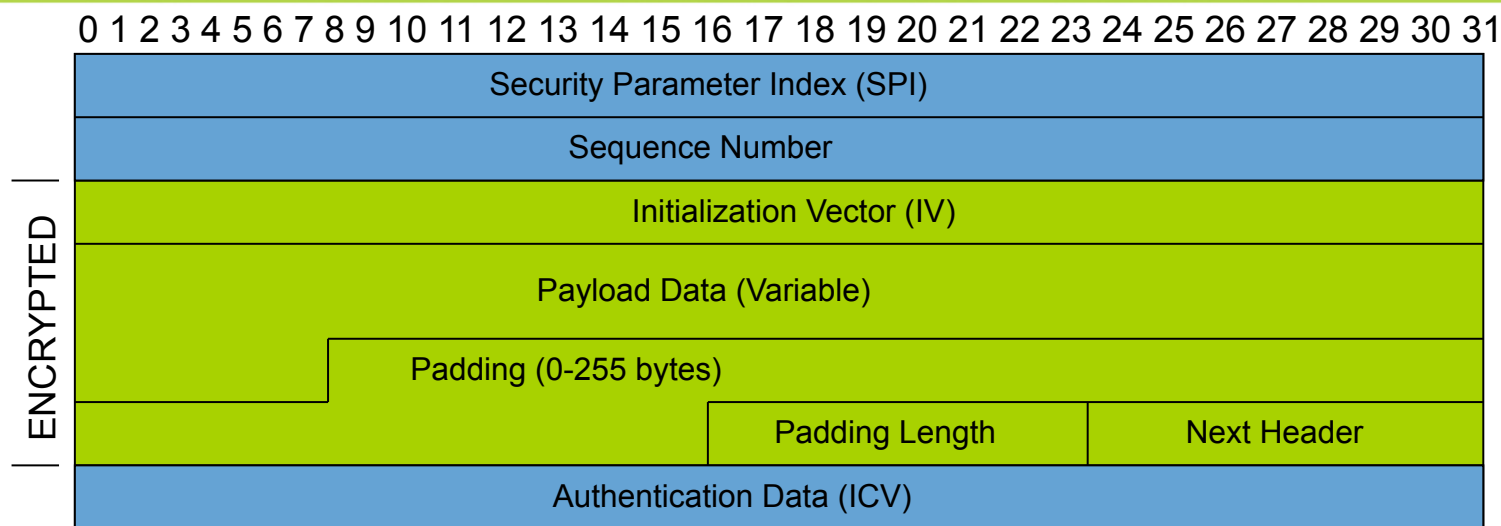 0 1 2 3 4 5 6 7 8 9 10 11 12 13 14 15 16 17 18 19 20 21 22 23 24 25 26 27 28 29 30 31
Security Parameter Index (SPI)
Sequence Number
ENCRYPTED
Initialization Vector (IV)
Payload Data (Variable)
Padding (0-255 bytes)
Padding Length
Next Header
Authentication Data (ICV)